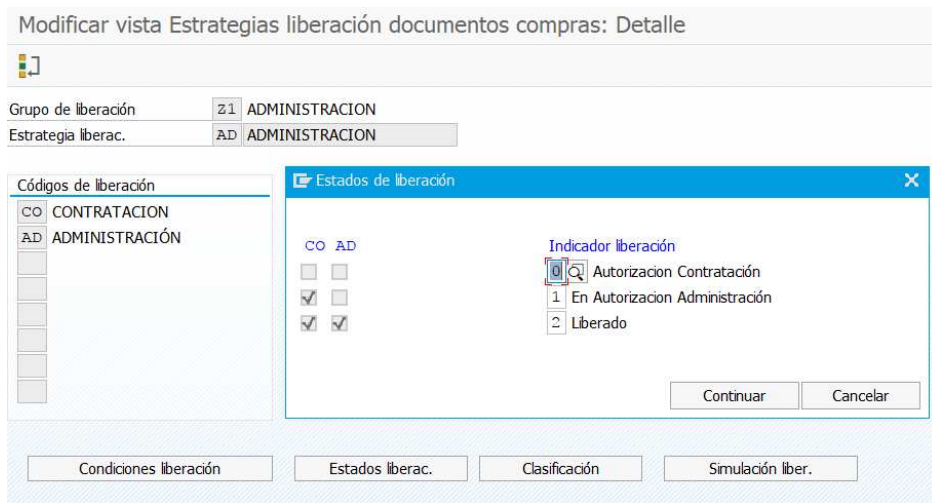 Modificar vista Estrategias liberación documentos compras: Detalle
Grupo de liberación Z1 ADMINISTRACION
Estrategia liberac. AD ADMINISTRACION
Códigos de liberación
CO CONTRATACION
AD ADMINISTRACIÓN
Estados de liberación
CO AD Indicador liberación
0 Autorizacion Contratación
1 En Autorizacion Administración
2 Liberado
Continuar Cancelar
Condiciones liberación Estados liberac. Clasificación Simulación liber.